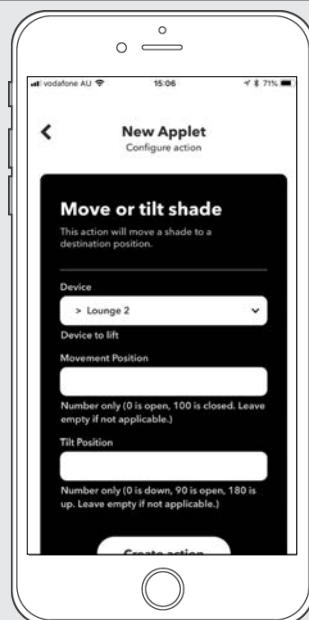 vodafone AU 15:06 71%
New Applet
Configure action
Move or tilt shade
This action will move a shade to a
destination position.
Device
> Lounge 2
Device to lift
Movement Position
Number only (0 is open, 100 is closed. Leave
empty if not applicable.)
Tilt Position
Number only (0 is down, 90 is open, 180 is
up. Leave empty if not applicable.)
Create action